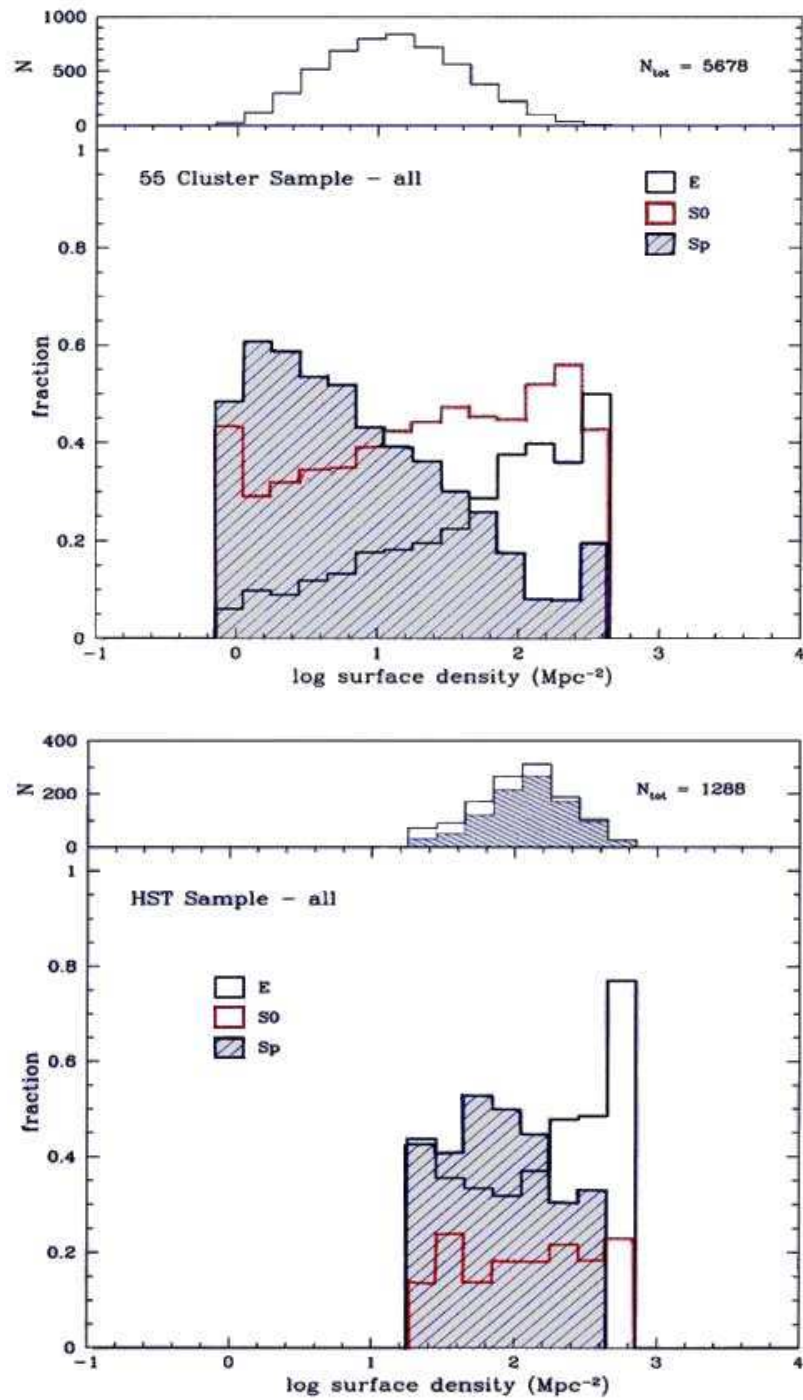 1000
500
0
N
N_tot = 5678
1
0.8
0.6
0.4
0.2
0
fraction
55 Cluster Sample - all
E
S0
Sp
-1 0 1 2 3 4
log surface density (Mpc⁻²)
400
200
0
N
N_tot = 1288
1
0.8
0.6
0.4
0.2
0
fraction
HST Sample - all
E
S0
Sp
-1 0 1 2 3 4
log surface density (Mpc⁻²)